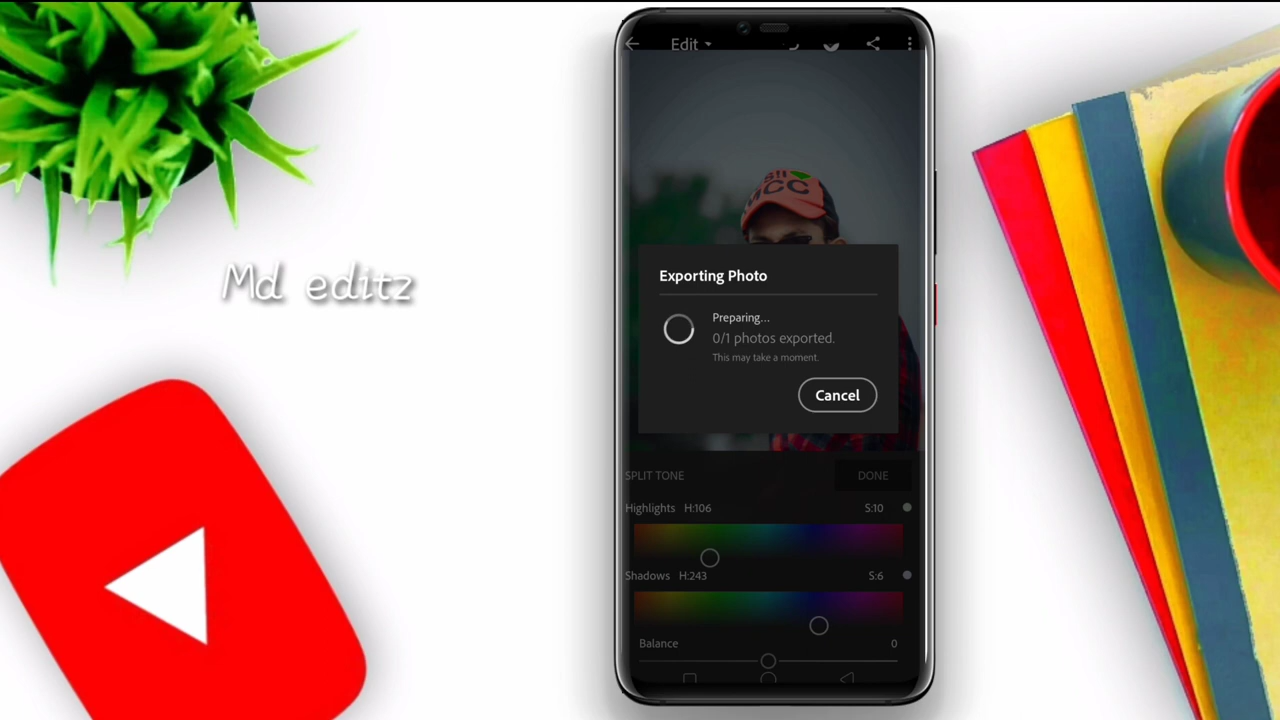 Edit
GCC
Md editz
Exporting Photo
Preparing...
0/1 photos exported.
This may take a moment.
Cancel
SPLIT TONE
DONE
Highlights H:106 S:10
Shadows H:243 S:6
Balance 0